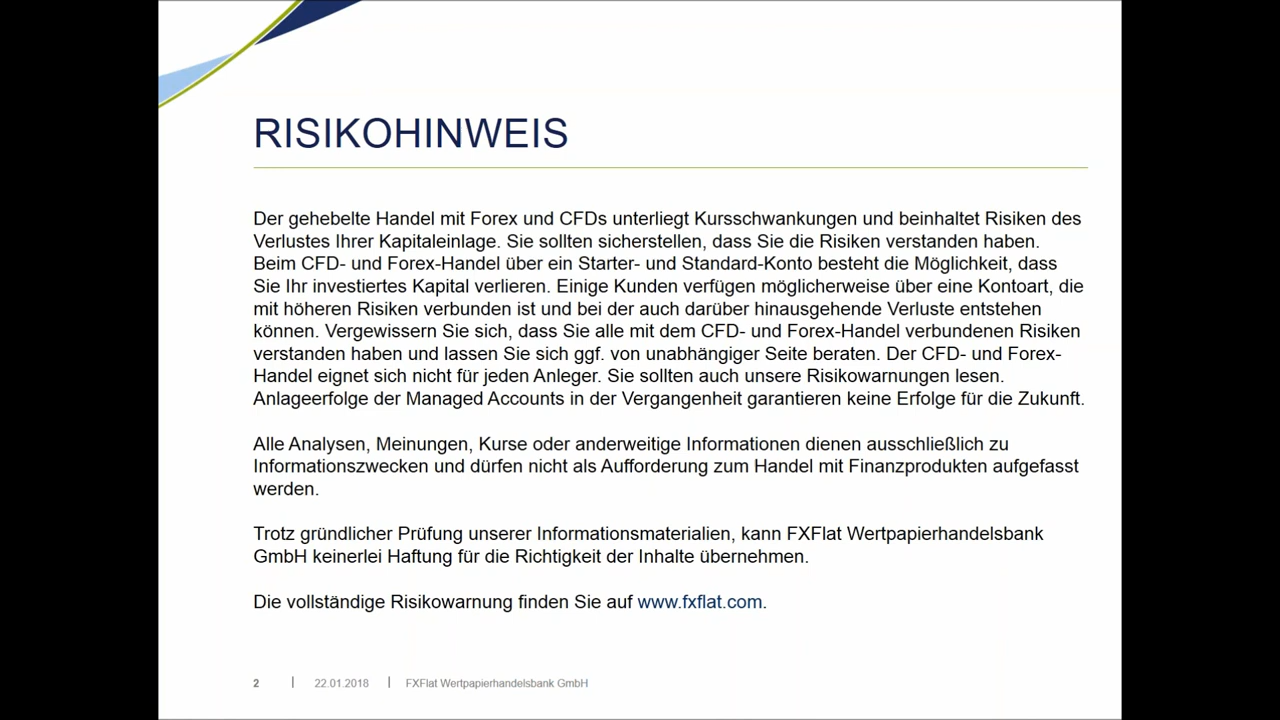 RISIKOHINWEIS
Der gehebelte Handel mit Forex und CFDs unterliegt Kursschwankungen und beinhaltet Risiken des
Verlustes Ihrer Kapitaleinlage. Sie sollten sicherstellen, dass Sie die Risiken verstanden haben.
Beim CFD- und Forex-Handel über ein Starter- und Standard-Konto besteht die Möglichkeit, dass
Sie Ihr investiertes Kapital verlieren. Einige Kunden verfügen möglicherweise über eine Kontoart, die
mit höheren Risiken verbunden ist und bei der auch darüber hinausgehende Verluste entstehen
können. Vergewissern Sie sich, dass Sie alle mit dem CFD- und Forex-Handel verbundenen Risiken
verstanden haben und lassen Sie sich ggf. von unabhängiger Seite beraten. Der CFD- und Forex-
Handel eignet sich nicht für jeden Anleger. Sie sollten auch unsere Risikowarnungen lesen.
Anlageerfolge der Managed Accounts in der Vergangenheit garantieren keine Erfolge für die Zukunft.
Alle Analysen, Meinungen, Kurse oder anderweitige Informationen dienen ausschließlich zu
Informationszwecken und dürfen nicht als Aufforderung zum Handel mit Finanzprodukten aufgefasst
werden.
Trotz gründlicher Prüfung unserer Informationsmaterialien, kann FXFlat Wertpapierhandelsbank
GmbH keinerlei Haftung für die Richtigkeit der Inhalte übernehmen.
Die vollständige Risikowarnung finden Sie auf www.fxflat.com.
2 | 22.01.2018 | FXFlat Wertpapierhandelsbank GmbH